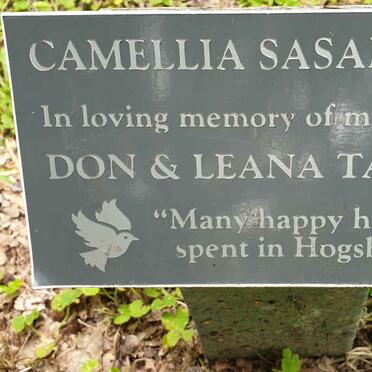 CAMELLIA SASA
In loving memory of m
DON & LEANA TA
"Many happy h
spent in Hogsb